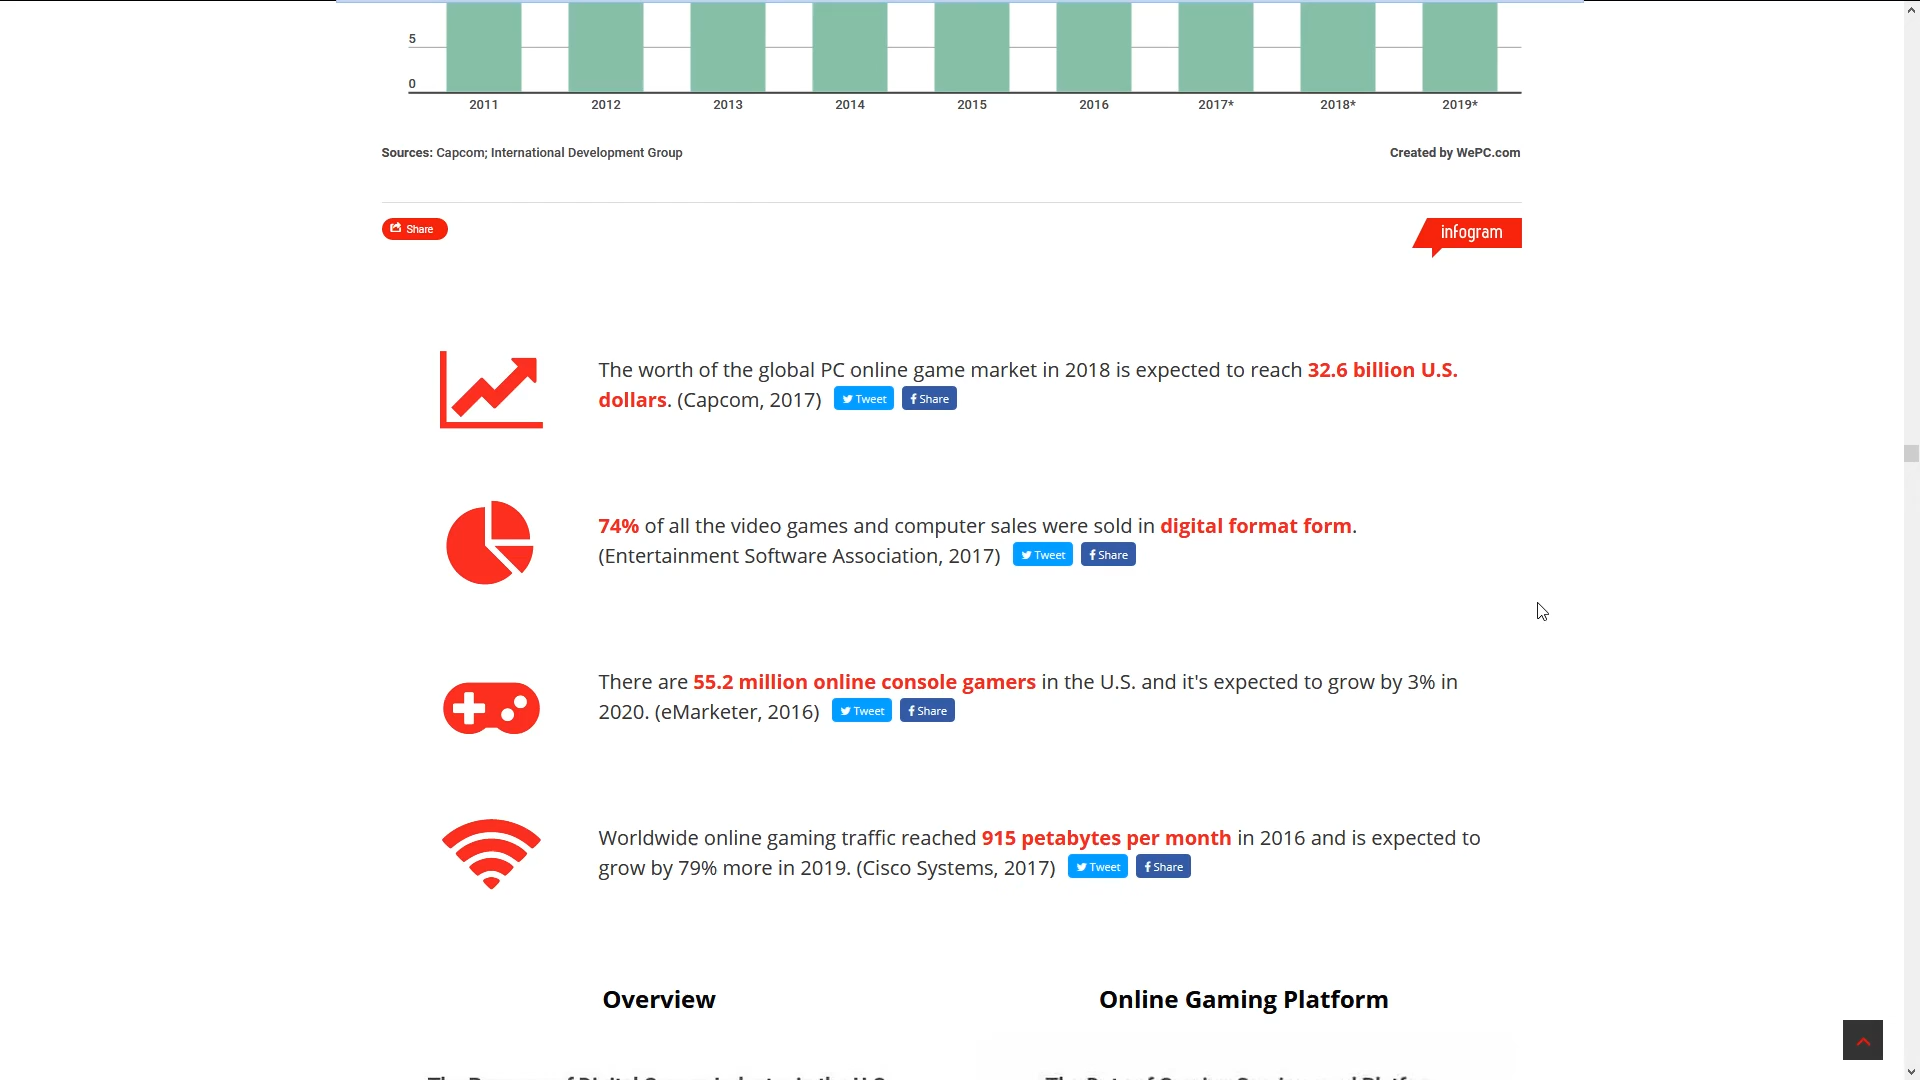 5
0
2011 2012 2013 2014 2015 2016 2017* 2018* 2019*
Sources: Capcom; International Development Group
Created by WePC.com
Share
infogram
The worth of the global PC online game market in 2018 is expected to reach 32.6 billion U.S.
dollars. (Capcom, 2017) Tweet Share
74% of all the video games and computer sales were sold in digital format form.
(Entertainment Software Association, 2017) Tweet Share
There are 55.2 million online console gamers in the U.S. and it's expected to grow by 3% in
2020. (eMarketer, 2016) Tweet Share
Worldwide online gaming traffic reached 915 petabytes per month in 2016 and is expected to
grow by 79% more in 2019. (Cisco Systems, 2017) Tweet Share
Overview
Online Gaming Platform